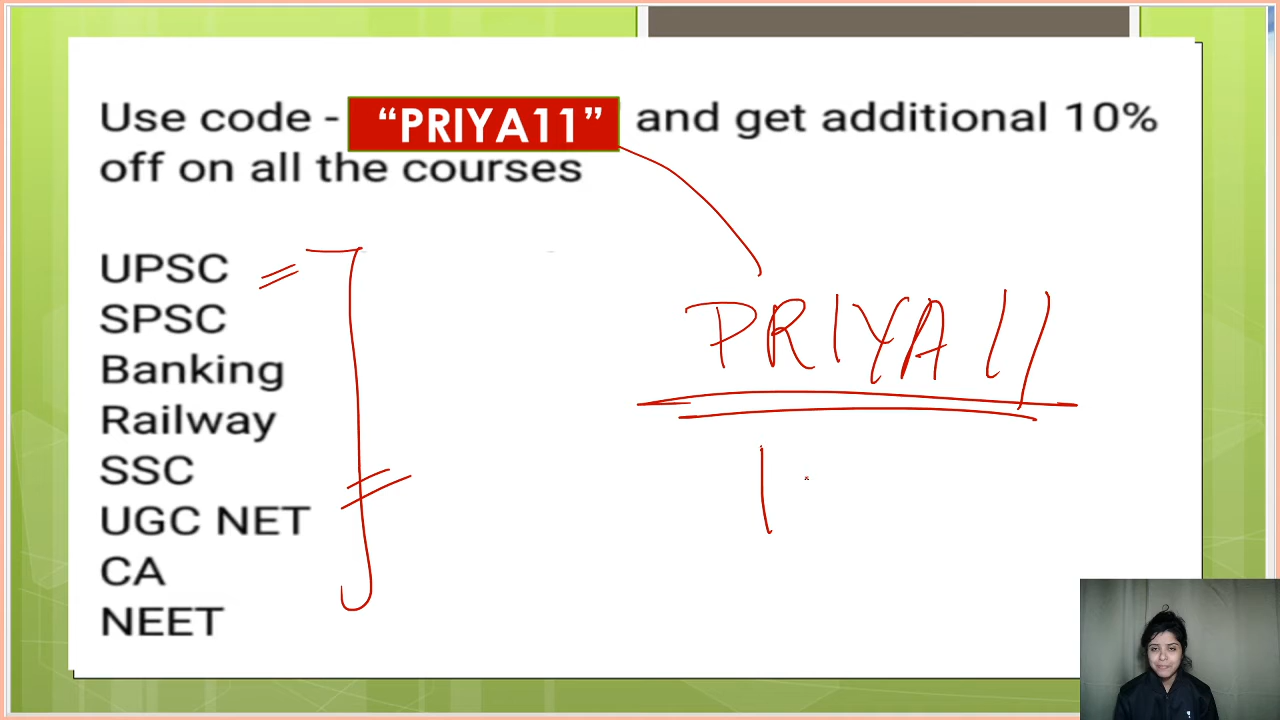 Use code - “PRIYA11” and get additional 10%
off on all the courses
UPSC
SPSC
Banking
Railway
SSC
UGC NET
CA
NEET
PRIYA11
1